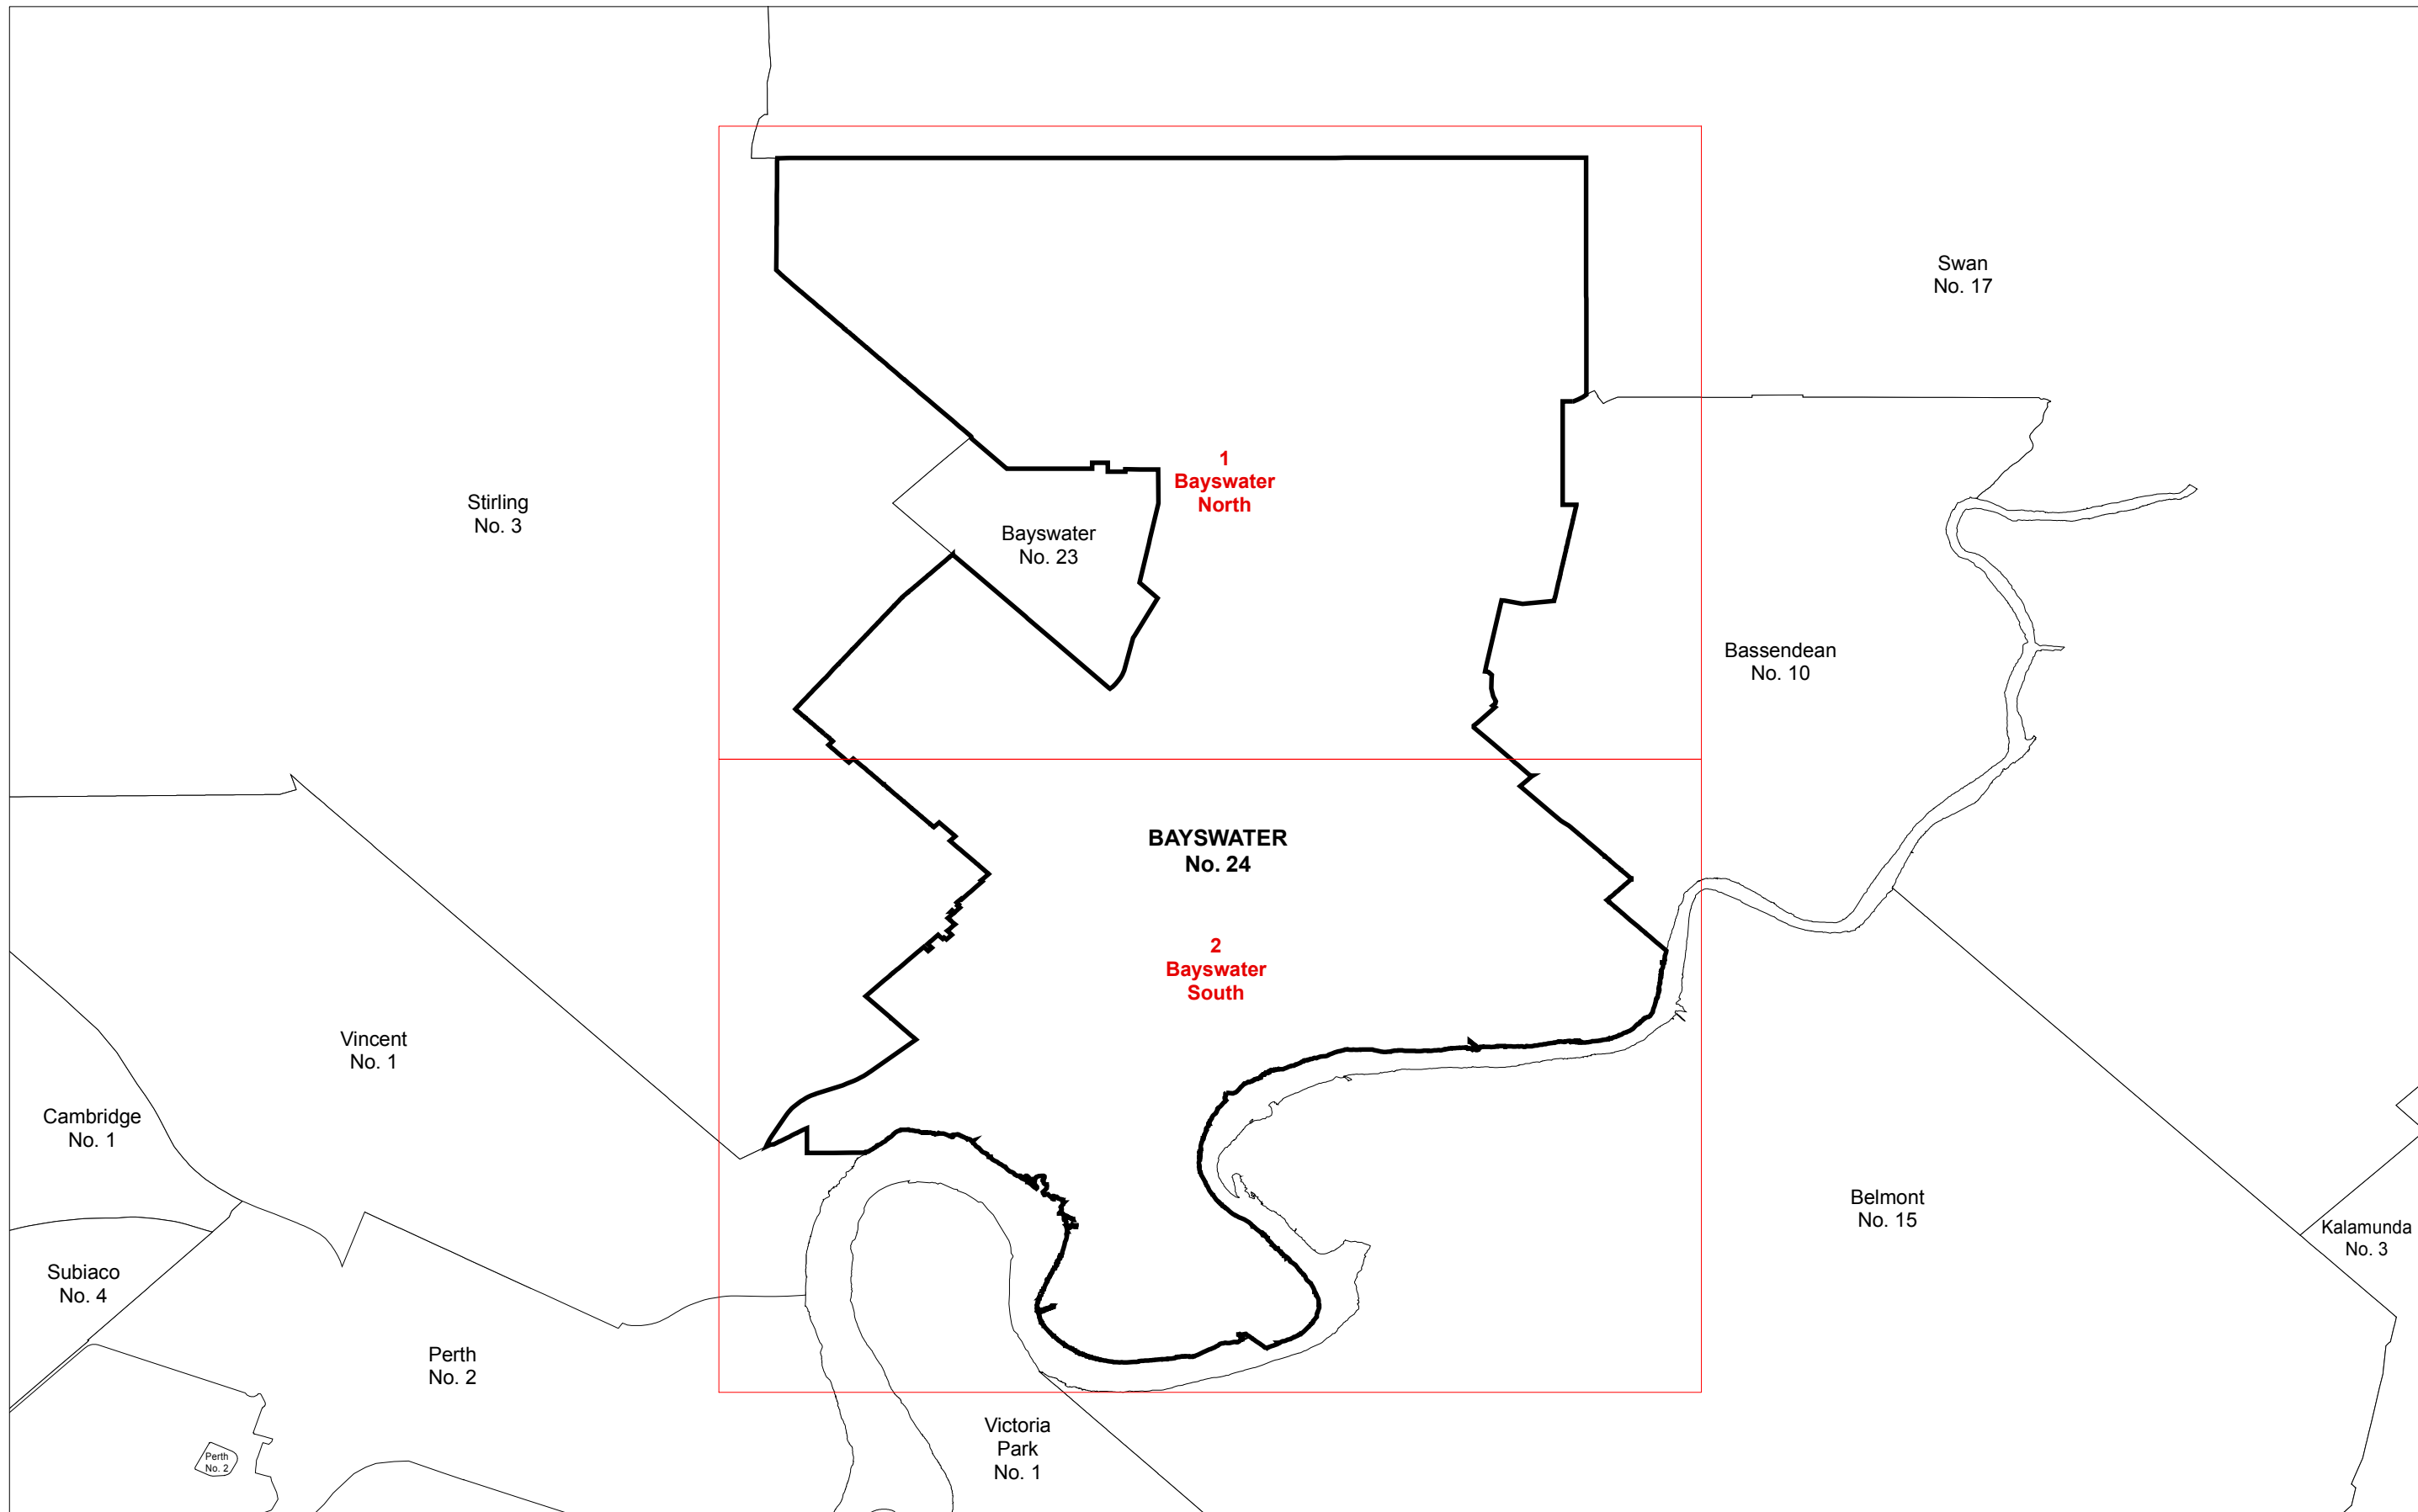 Swan
No. 17
1
Bayswater
North
Stirling
No. 3
Bayswater
No. 23
Bassendean
No. 10
BAYSWATER
No. 24
2
Bayswater
South
Vincent
No. 1
Cambridge
No. 1
Belmont
No. 15
Kalamunda
No. 3
Subiaco
No. 4
Perth
No. 2
Victoria
Park
No. 1
Perth
No. 2